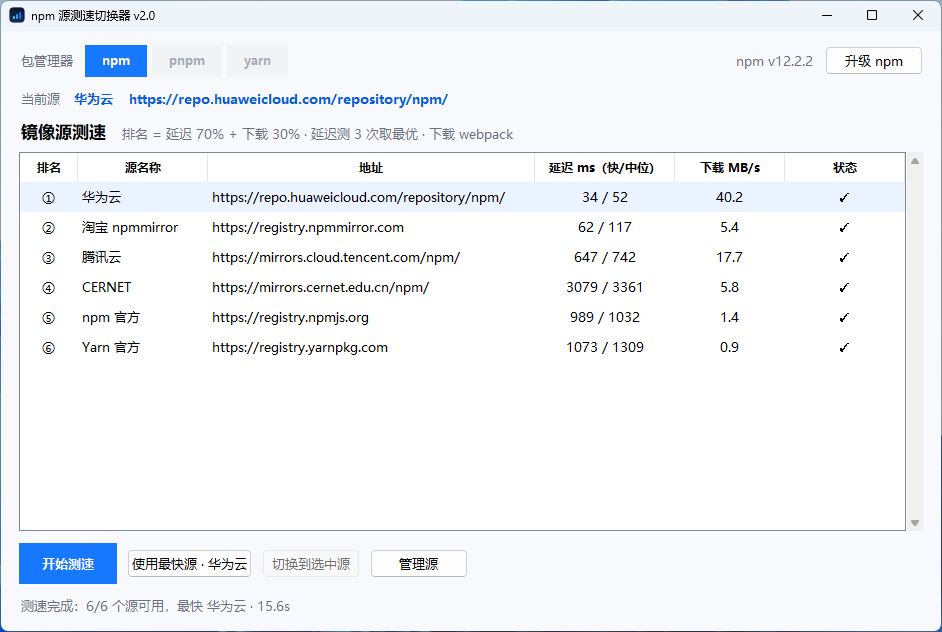 npm 源测速切换器 v2.0
包管理器 npm pnpm yarn npm v12.2.2 升级 npm
当前源 华为云 https://repo.huaweicloud.com/repository/npm/
镜像源测速 排名 = 延迟 70% + 下载 30% · 延迟测 3 次取最优 · 下载 webpack
排名 源名称 地址 延迟 ms（快/中位） 下载 MB/s 状态
① 华为云 https://repo.huaweicloud.com/repository/npm/ 34 / 52 40.2 ✓
② 淘宝 npmmirror https://registry.npmmirror.com 62 / 117 5.4 ✓
③ 腾讯云 https://mirrors.cloud.tencent.com/npm/ 647 / 742 17.7 ✓
④ CERNET https://mirrors.cernet.edu.cn/npm/ 3079 / 3361 5.8 ✓
⑤ npm 官方 https://registry.npmjs.org 989 / 1032 1.4 ✓
⑥ Yarn 官方 https://registry.yarnpkg.com 1073 / 1309 0.9 ✓
开始测速 使用最快源 · 华为云 切换到选中源 管理源
测速完成：6/6 个源可用，最快 华为云 · 15.6s